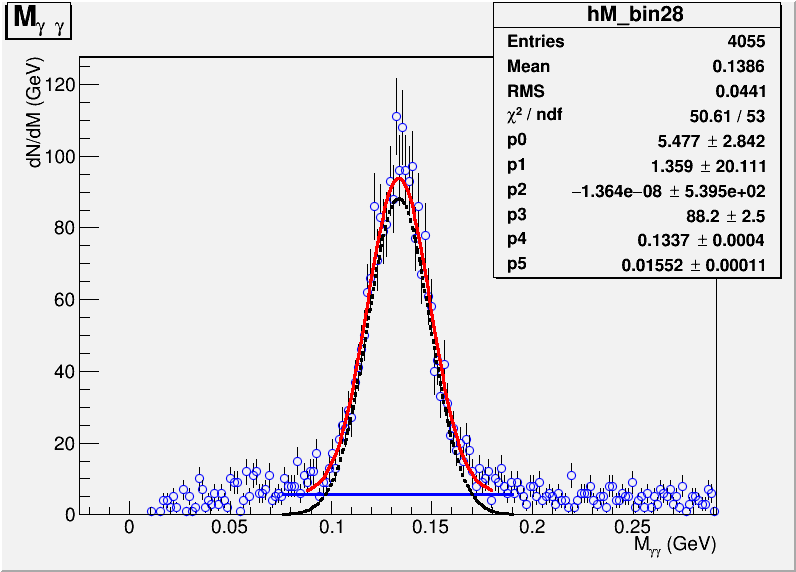 M γ γ
hM_bin28
Entries 4055
Mean 0.1386
RMS 0.0441
χ² / ndf 50.61 / 53
p0 5.477 ± 2.842
p1 1.359 ± 20.111
p2 −1.364e−08 ± 5.395e+02
p3 88.2 ± 2.5
p4 0.1337 ± 0.0004
p5 0.01552 ± 0.00011
dN/dM (GeV)
120
100
80
60
40
20
0
0 0.05 0.1 0.15 0.2 0.25
Mγγ (GeV)